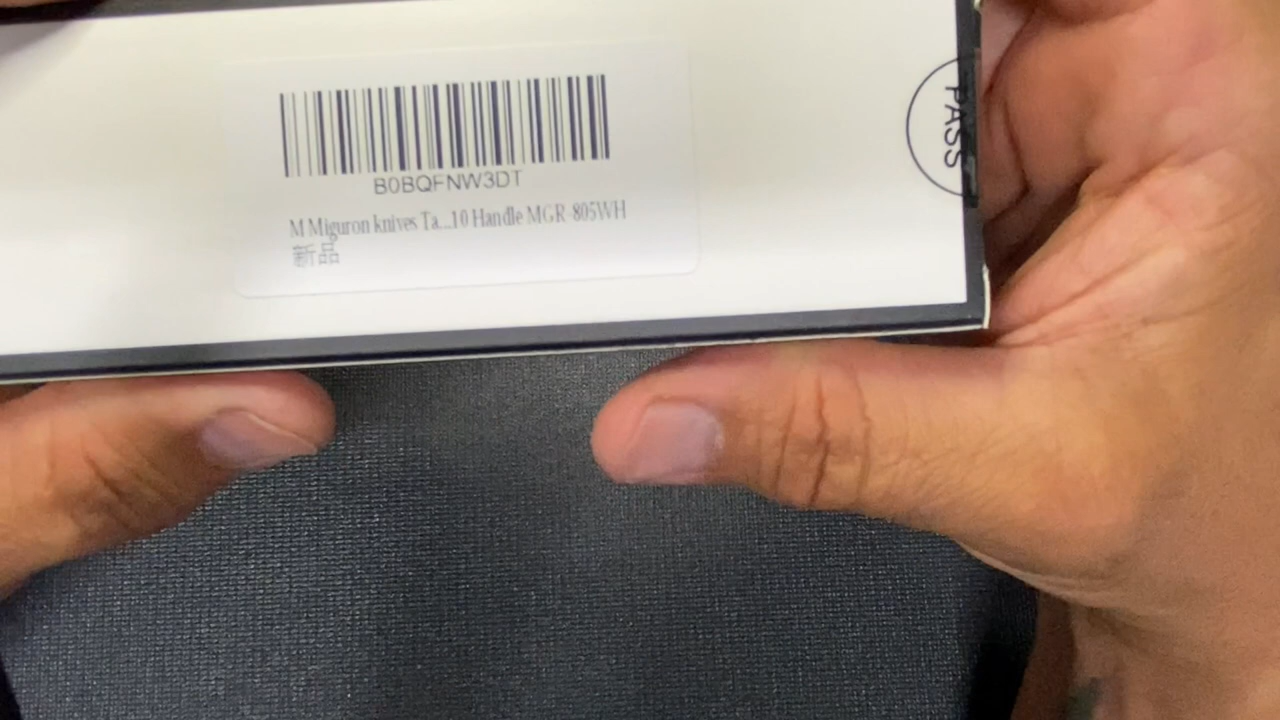 B0BQFNW3DT
M Miguron knives Ta...10 Handle MGR-805WH
新品
PASS